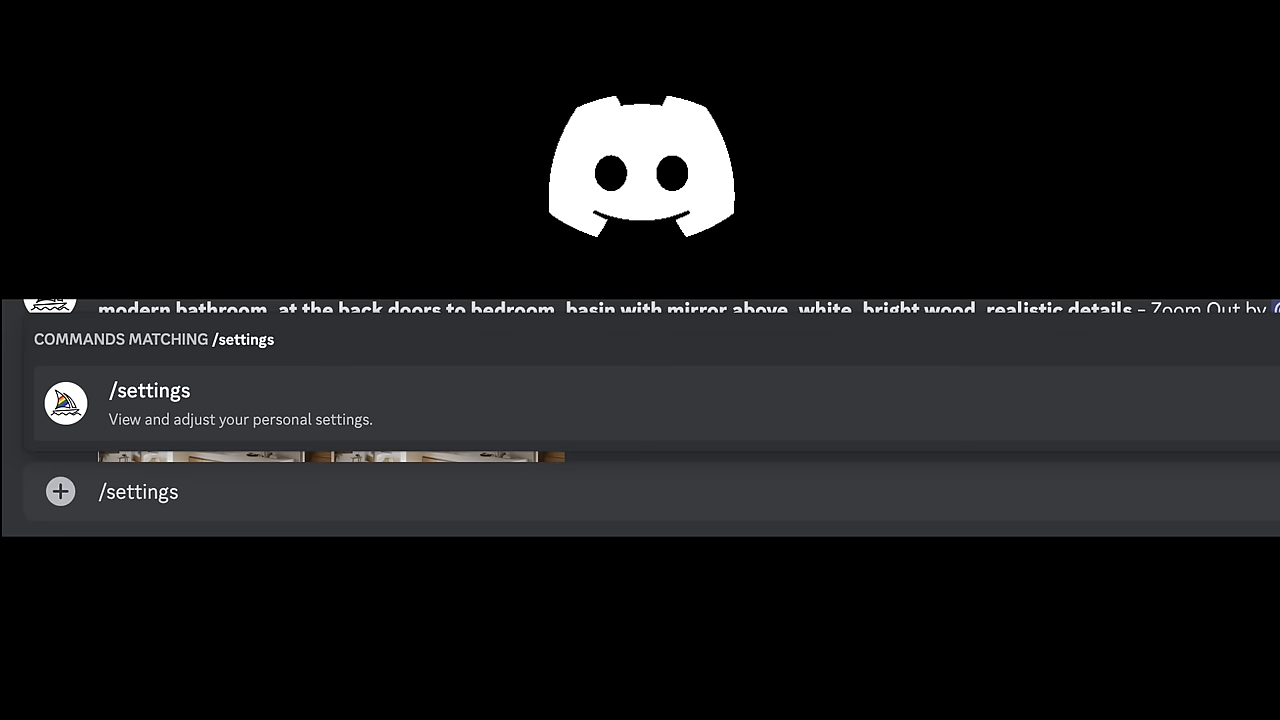 modern bathroom, at the back doors to bedroom, basin with mirror above, white, bright wood, realistic details - Zoom Out by @
COMMANDS MATCHING /settings
/settings
View and adjust your personal settings.
/settings